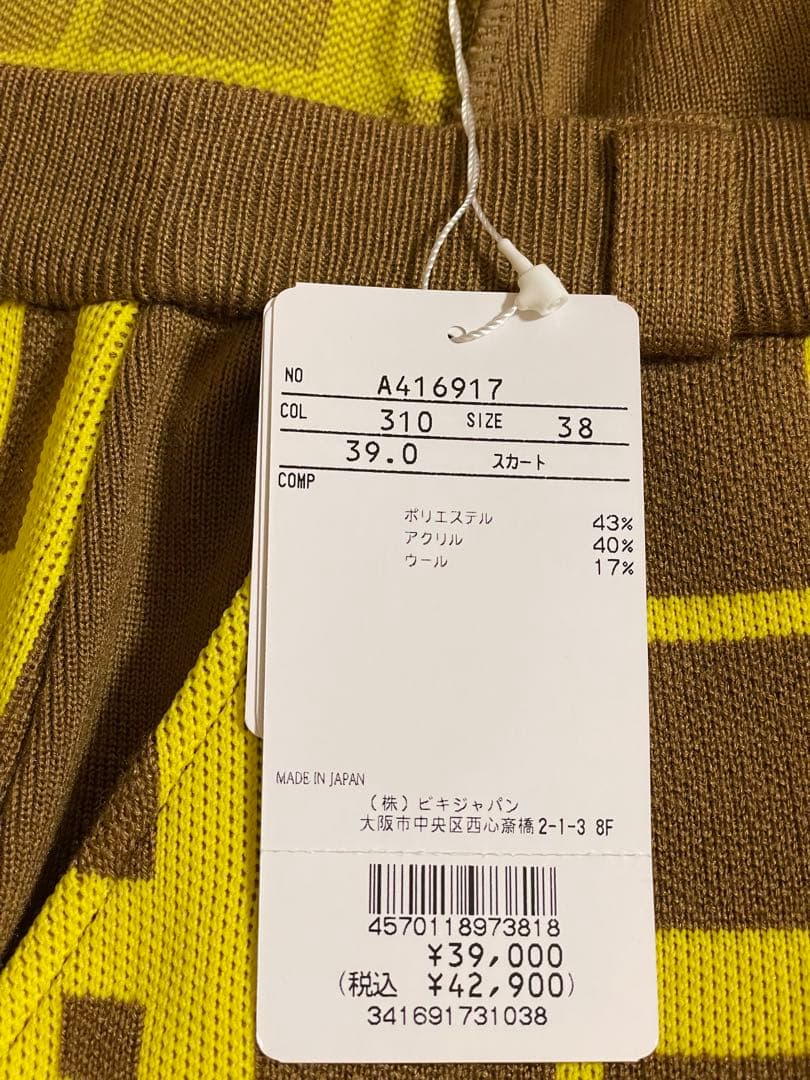 NO A416917
COL 310 SIZE 38
39.0 スカート
COMP
ポリエステル 43%
アクリル 40%
ウール 17%
MADE IN JAPAN
(株)ビキジャパン
大阪市中央区西心斎橋2-1-3 8F
4570118973818
¥39,000
(税込 ¥42,900)
341691731038